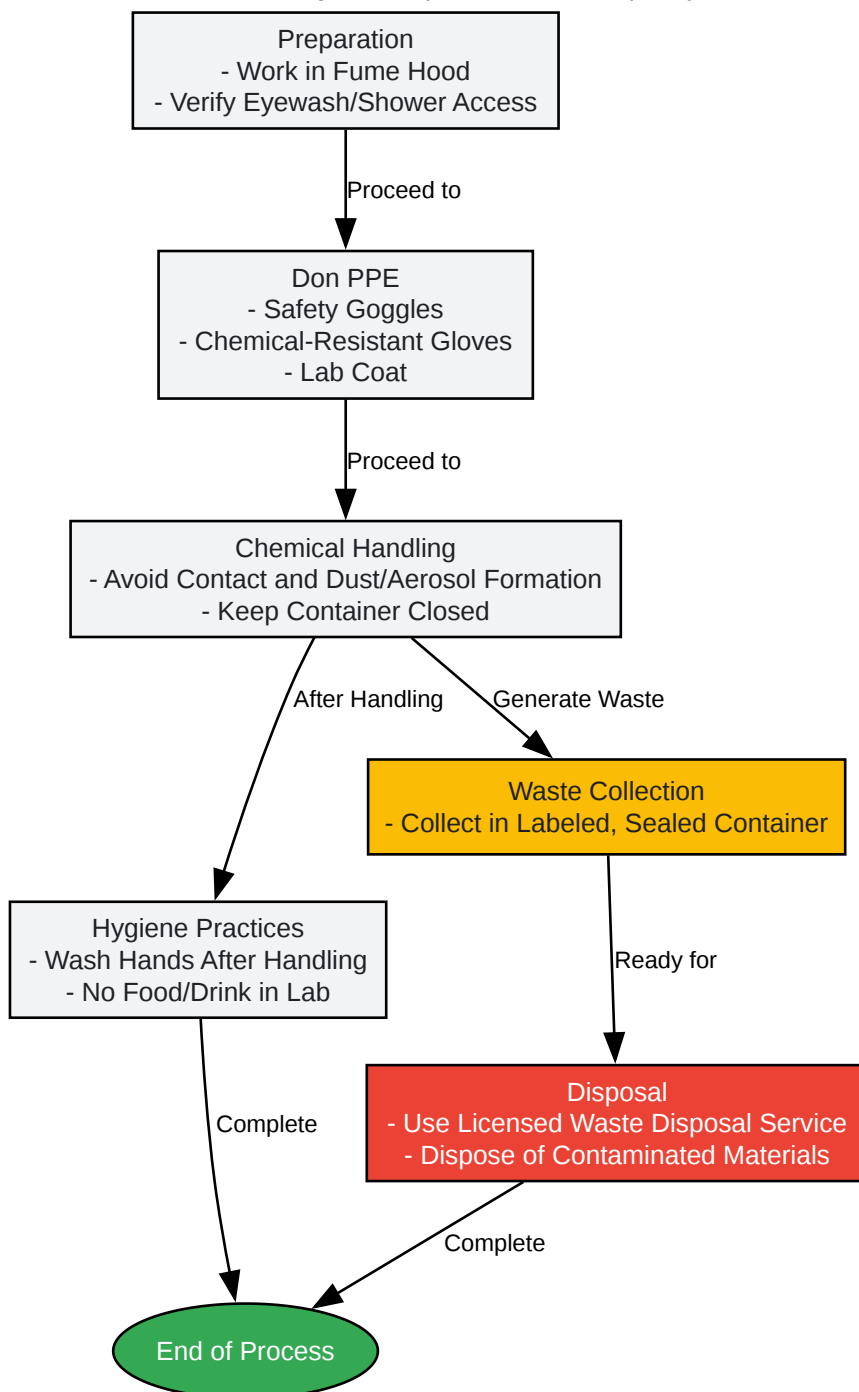 Preparation
- Work in Fume Hood
- Verify Eyewash/Shower Access
Proceed to
Don PPE
- Safety Goggles
- Chemical-Resistant Gloves
- Lab Coat
Proceed to
Chemical Handling
- Avoid Contact and Dust/Aerosol Formation
- Keep Container Closed
After Handling
Generate Waste
Waste Collection
- Collect in Labeled, Sealed Container
Hygiene Practices
- Wash Hands After Handling
- No Food/Drink in Lab
Ready for
Disposal
- Use Licensed Waste Disposal Service
- Dispose of Contaminated Materials
Complete
Complete
End of Process